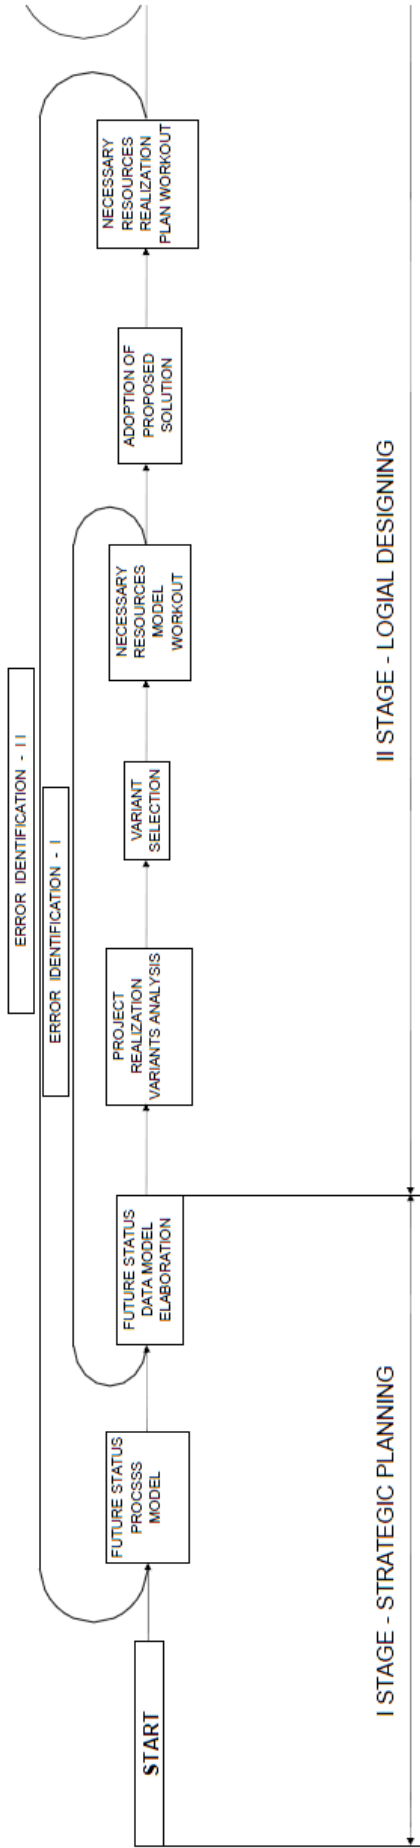 ERROR IDENTIFICATION - II
ERROR IDENTIFICATION - I
START
FUTURE STATUS
PROCSSS
MODEL
FUTURE STATUS
DATA MODEL
ELABORATION
PROJECT
REALIZATION
VARIANTS ANALYSIS
VARIANT
SELECTION
NECESSARY
RESOURCES
MODEL
WORKOUT
ADOPTION OF
PROPOSED
SOLUTION
NECESSARY
RESOURCES
REALIZATION
PLAN WORKOUT
I STAGE - STRATEGIC PLANNING
II STAGE - LOGIAL DESIGNING